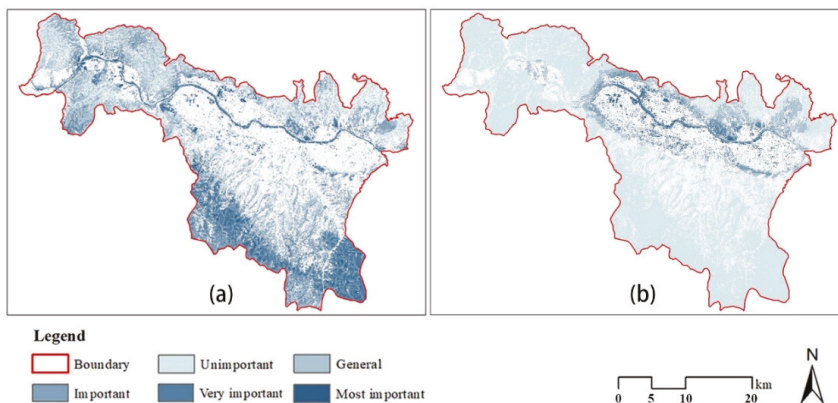 (a)
(b)
Legend
Boundary Unimportant General
Important Very important Most important
N
0 5 10 20 km